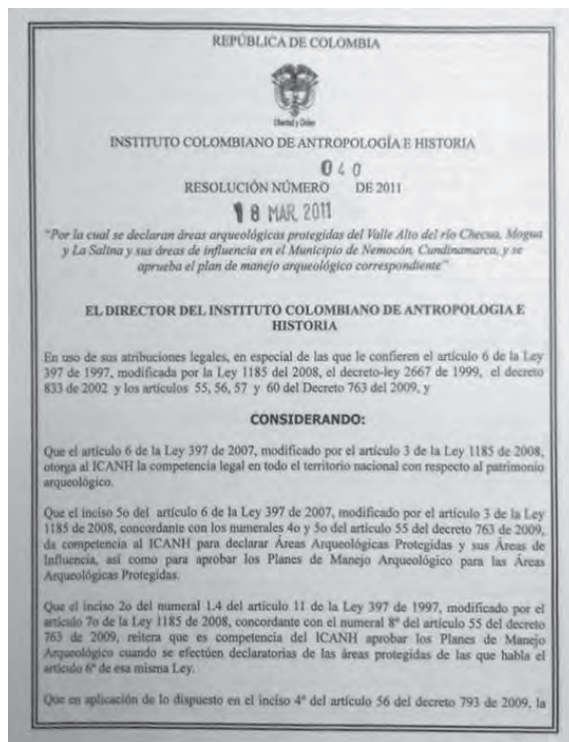 REPÚBLICA DE COLOMBIA
Libertad y Orden
INSTITUTO COLOMBIANO DE ANTROPOLOGÍA E HISTORIA
040
RESOLUCIÓN NÚMERO DE 2011
18 MAR 2011
"Por la cual se declaran áreas arqueológicas protegidas del Valle Alto del río Checua, Mogua
y La Salina y sus áreas de influencia en el Municipio de Nemocón, Cundinamarca, y se
aprueba el plan de manejo arqueológico correspondiente"
EL DIRECTOR DEL INSTITUTO COLOMBIANO DE ANTROPOLOGIA E
HISTORIA
En uso de sus atribuciones legales, en especial de las que le confieren el artículo 6 de la Ley
397 de 1997, modificada por la Ley 1185 del 2008, el decreto-ley 2667 de 1999, el decreto
833 de 2002 y los artículos 55, 56, 57 y 60 del Decreto 763 del 2009, y
CONSIDERANDO:
Que el artículo 6 de la Ley 397 de 2007, modificado por el artículo 3 de la Ley 1185 de 2008,
otorga al ICANH la competencia legal en todo el territorio nacional con respecto al patrimonio
arqueológico.
Que el inciso 5o del artículo 6 de la Ley 397 de 2007, modificado por el artículo 3 de la Ley
1185 de 2008, concordante con los numerales 4o y 5o del artículo 55 del decreto 763 de 2009,
da competencia al ICANH para declarar Áreas Arqueológicas Protegidas y sus Áreas de
Influencia, así como para aprobar los Planes de Manejo Arqueológico para las Áreas
Arqueológicas Protegidas.
Que el inciso 2o del numeral 1.4 del artículo 11 de la Ley 397 de 1997, modificado por el
artículo 7o de la Ley 1185 de 2008, concordante con el numeral 8º del artículo 55 del decreto
763 de 2009, reitera que es competencia del ICANH aprobar los Planes de Manejo
Arqueológico cuando se efectúen declaratorias de las áreas protegidas de las que habla el
artículo 6º de esa misma Ley.
Que en aplicación de lo dispuesto en el inciso 4º del artículo 56 del decreto 793 de 2009, la